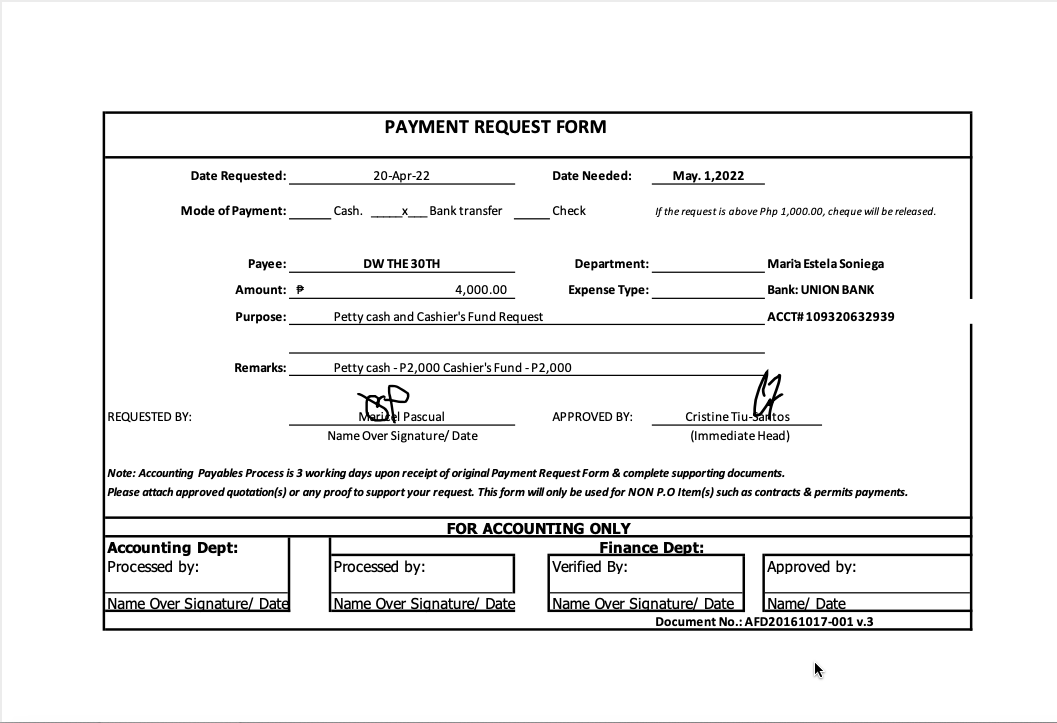 PAYMENT REQUEST FORM
Date Requested: 20-Apr-22 Date Needed: May. 1,2022
Mode of Payment: ______ Cash. _____x___ Bank transfer _____ Check If the request is above Php 1,000.00, cheque will be released.
Payee: DW THE 30TH Department: Maria Estela Soniega
Amount: ₱ 4,000.00 Expense Type: Bank: UNION BANK
Purpose: Petty cash and Cashier's Fund Request ACCT# 109320632939
Remarks: Petty cash - P2,000 Cashier's Fund - P2,000
REQUESTED BY: Maricel Pascual APPROVED BY: Cristine Tiu-Santos
Name Over Signature/ Date (Immediate Head)
Note: Accounting Payables Process is 3 working days upon receipt of original Payment Request Form & complete supporting documents.
Please attach approved quotation(s) or any proof to support your request. This form will only be used for NON P.O Item(s) such as contracts & permits payments.
FOR ACCOUNTING ONLY
Accounting Dept: Finance Dept:
Processed by: Processed by: Verified By: Approved by:
Name Over Signature/ Date Name Over Signature/ Date Name Over Signature/ Date Name/ Date
Document No.: AFD20161017-001 v.3